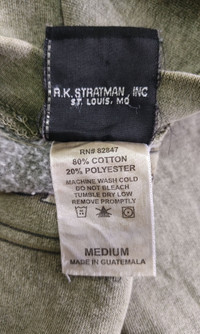 R.K. STRATMAN, INC
ST. LOUIS, MO
RN# 82847
80% COTTON
20% POLYESTER
MACHINE WASH COLD
DO NOT BLEACH
TUMBLE DRY LOW
REMOVE PROMPTLY
MEDIUM
MADE IN GUATEMALA